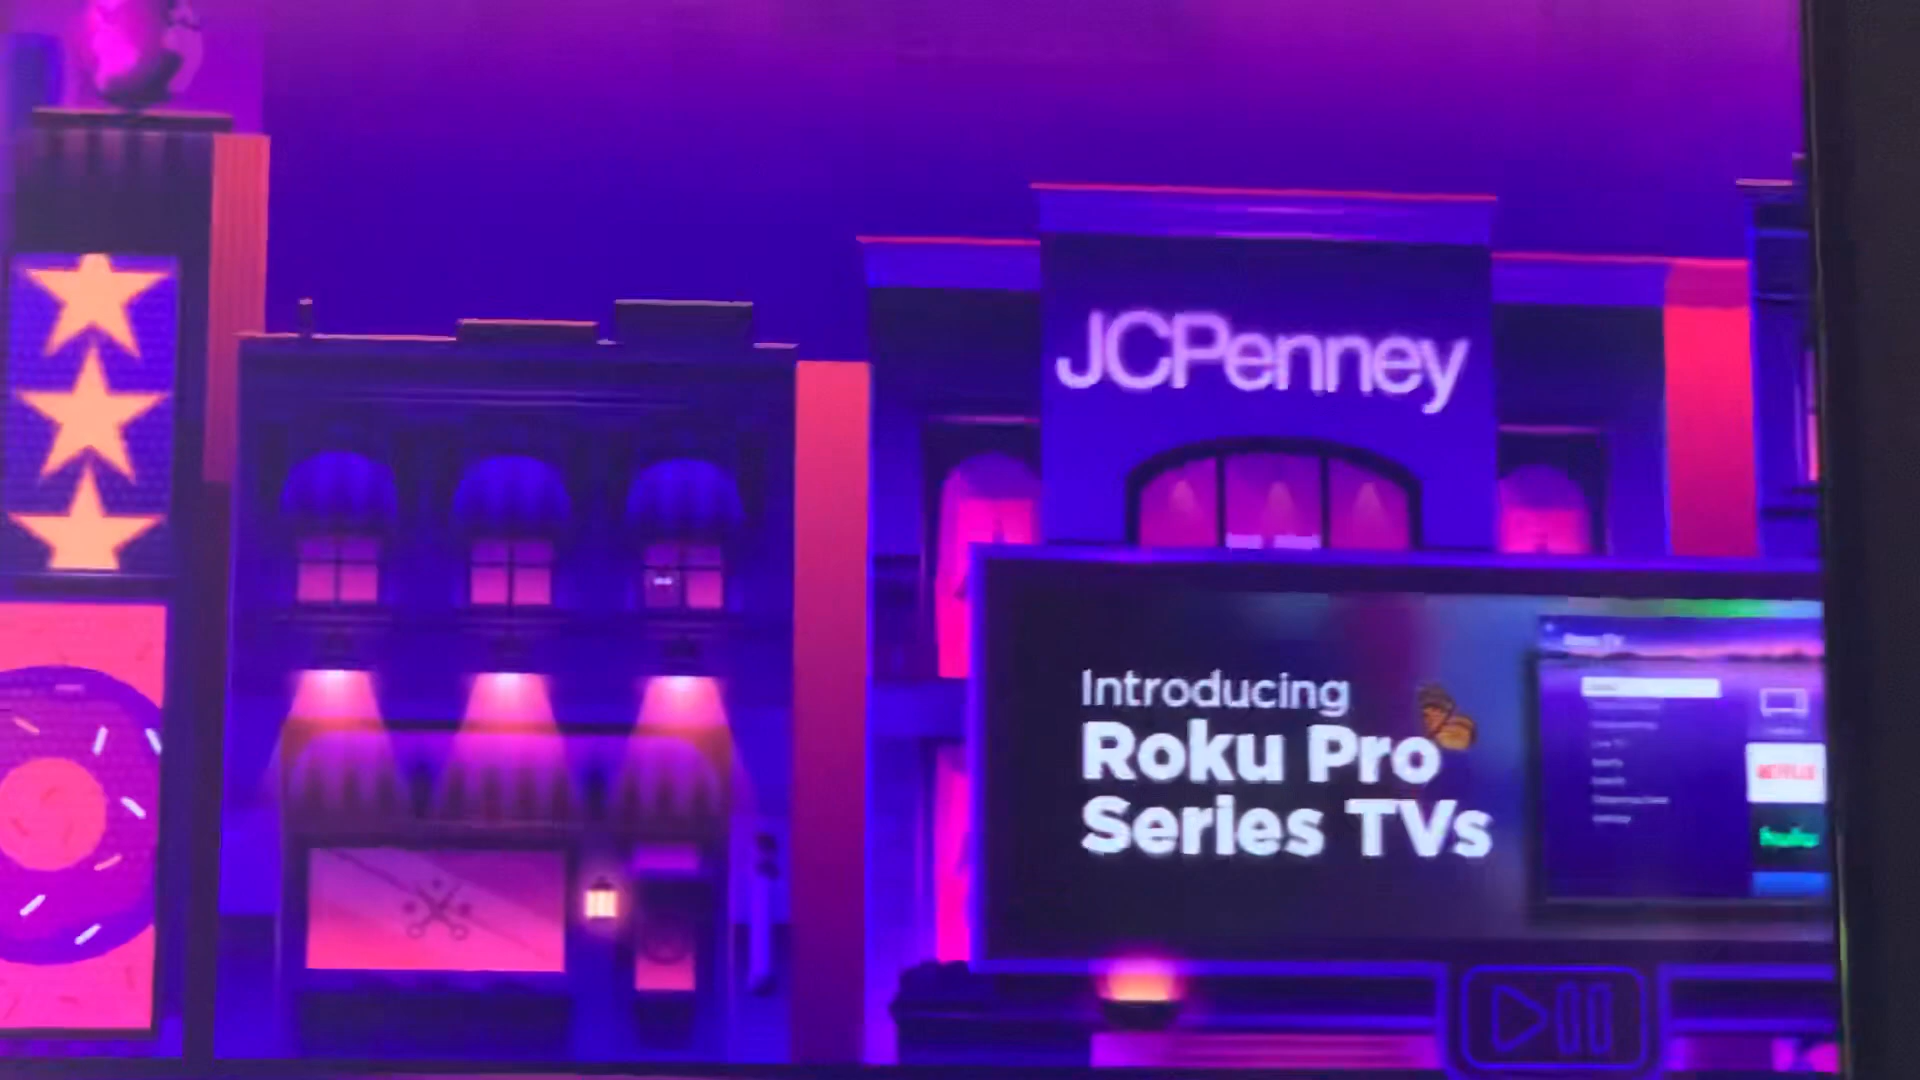 JCPenney
Introducing
Roku Pro
Series TVs
NETFLIX
hulu